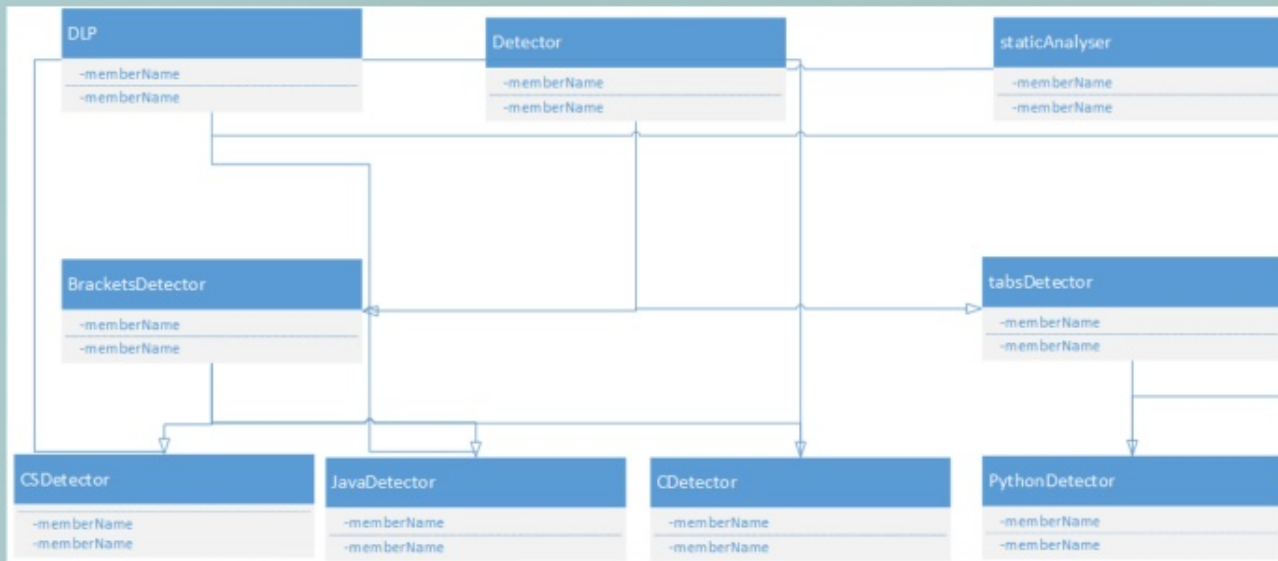 DLP
-memberName
-memberName
Detector
-memberName
-memberName
staticAnalyser
-memberName
-memberName
BracketsDetector
-memberName
-memberName
tabsDetector
-memberName
-memberName
CSDetector
-memberName
-memberName
JavaDetector
-memberName
-memberName
CDetector
-memberName
-memberName
PythonDetector
-memberName
-memberName